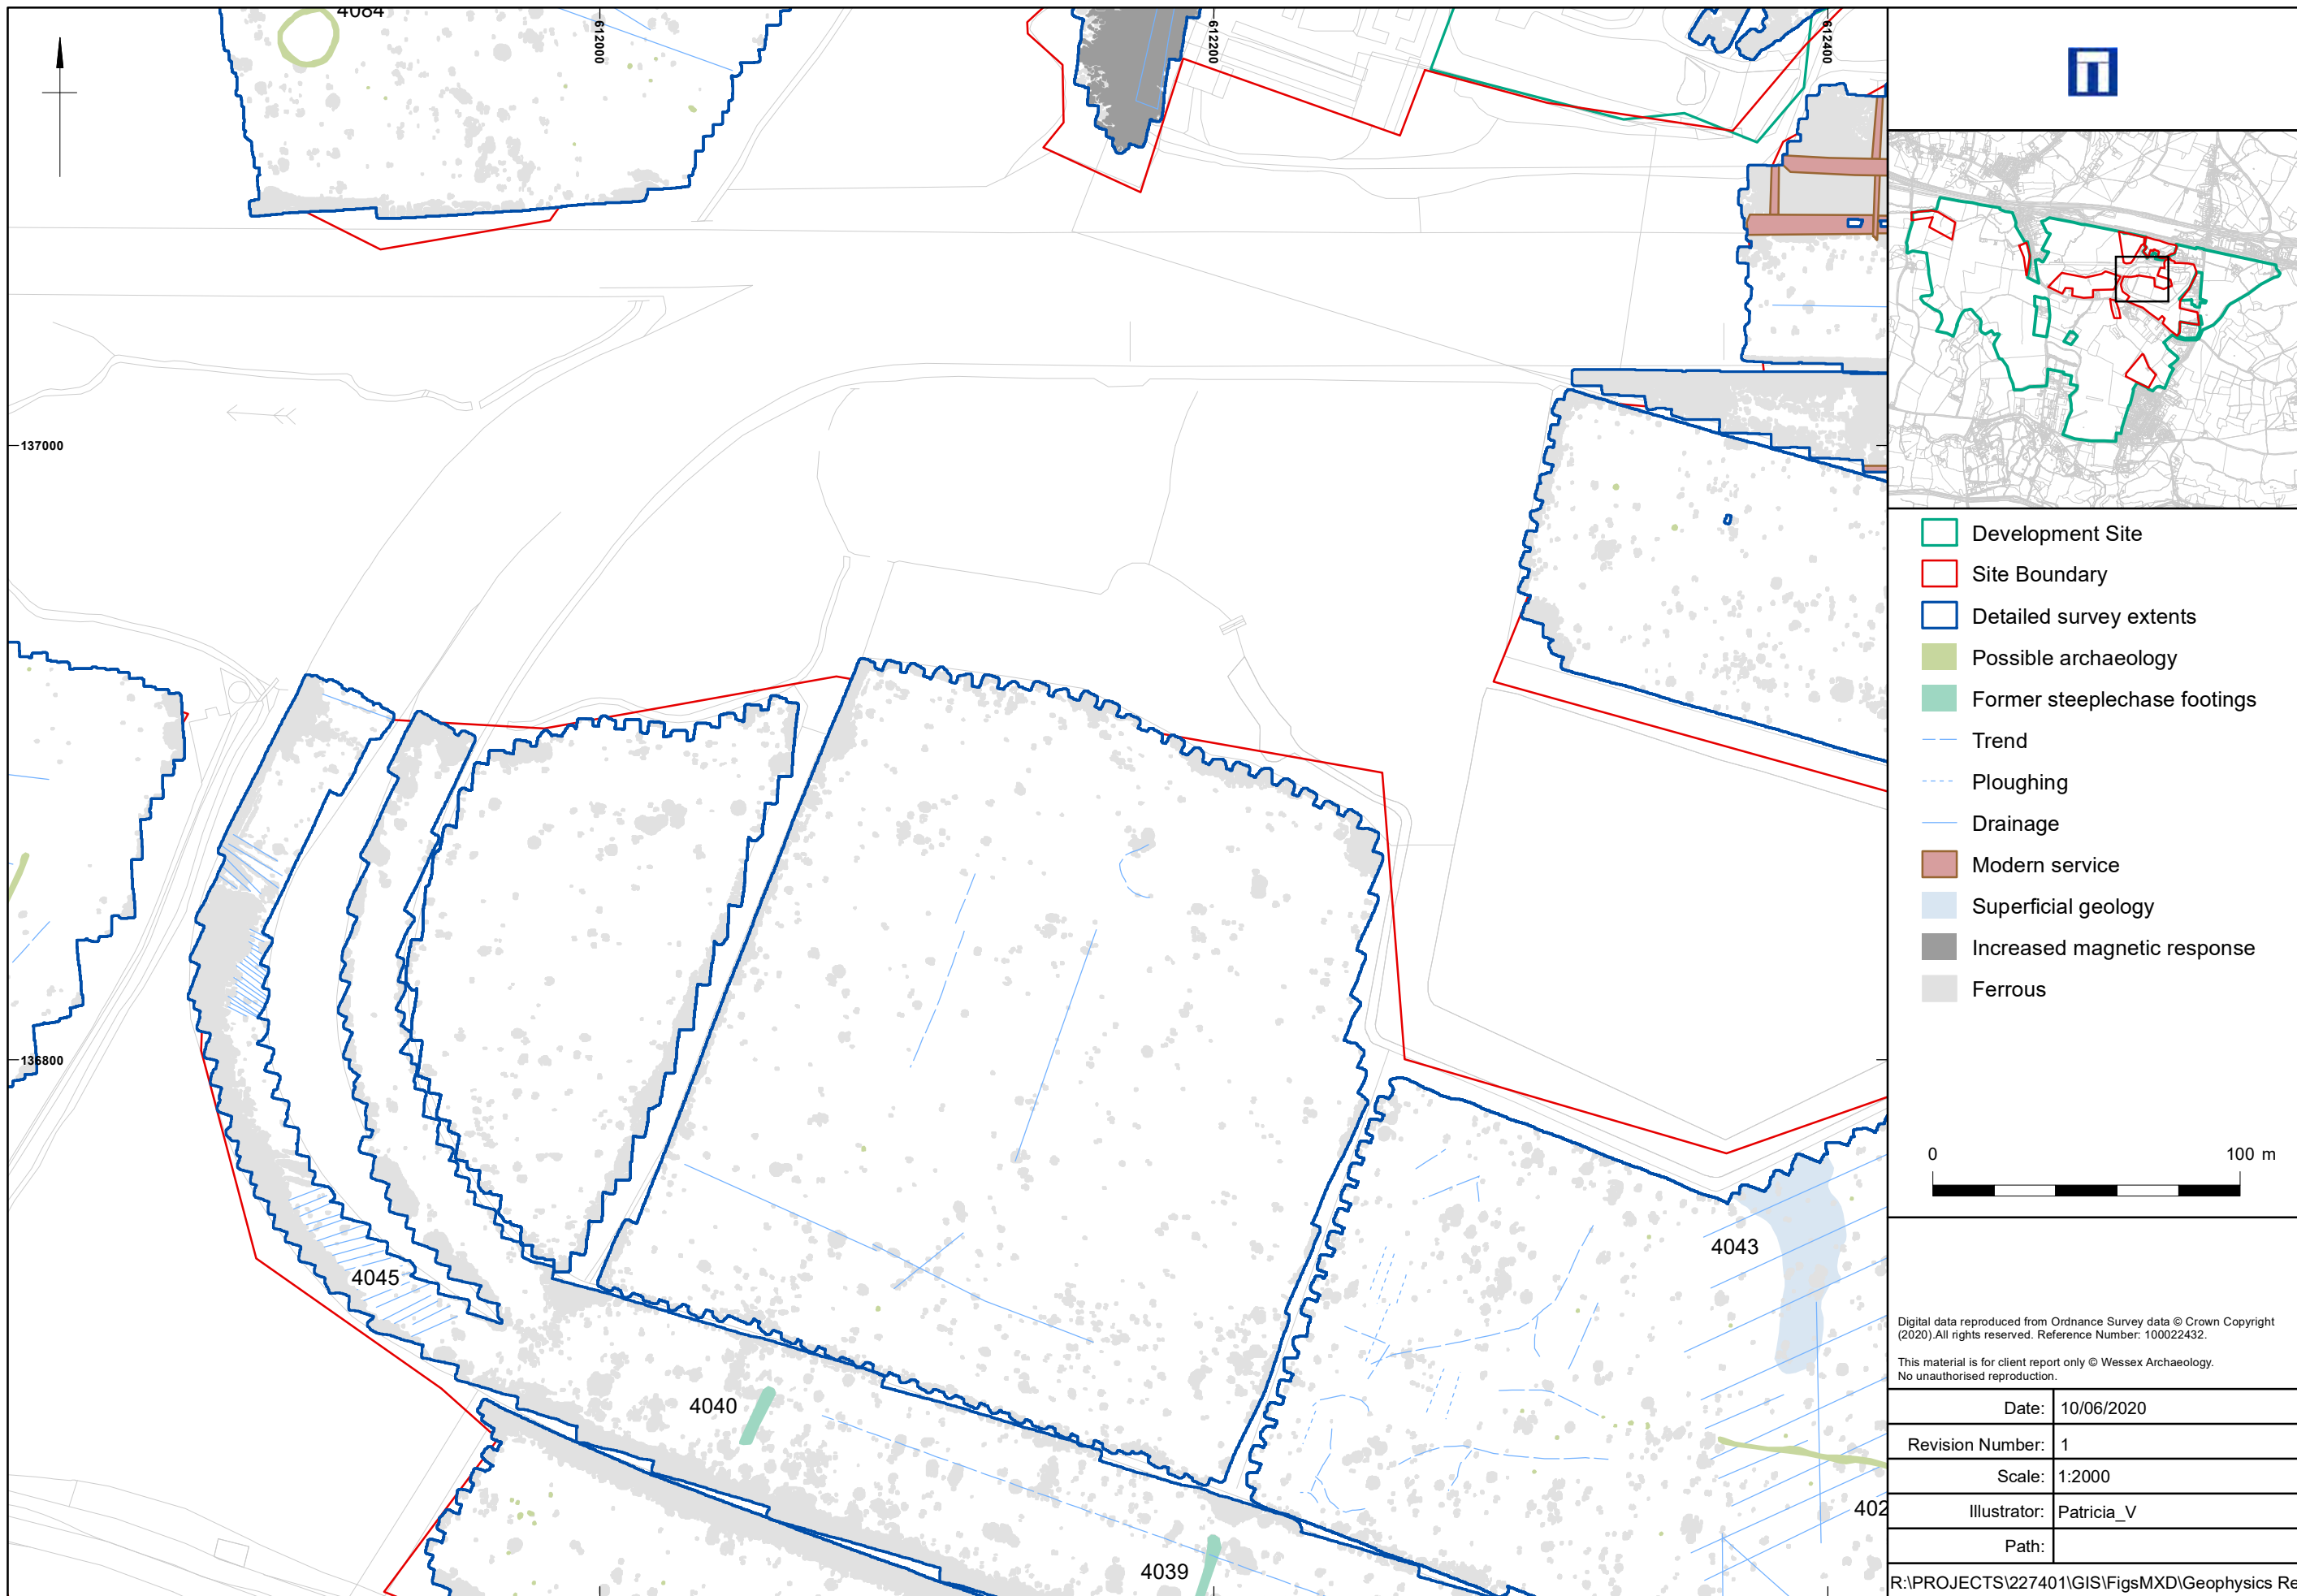 4084
612000
612200
612400
137000
136800
4045
4040
4039
4043
402
Development Site
Site Boundary
Detailed survey extents
Possible archaeology
Former steeplechase footings
Trend
Ploughing
Drainage
Modern service
Superficial geology
Increased magnetic response
Ferrous
0 100 m
Digital data reproduced from Ordnance Survey data © Crown Copyright
(2020).All rights reserved. Reference Number: 100022432.
This material is for client report only © Wessex Archaeology.
No unauthorised reproduction.
Date: 10/06/2020
Revision Number: 1
Scale: 1:2000
Illustrator: Patricia_V
Path:
R:\PROJECTS\227401\GIS\FigsMXD\Geophysics Re